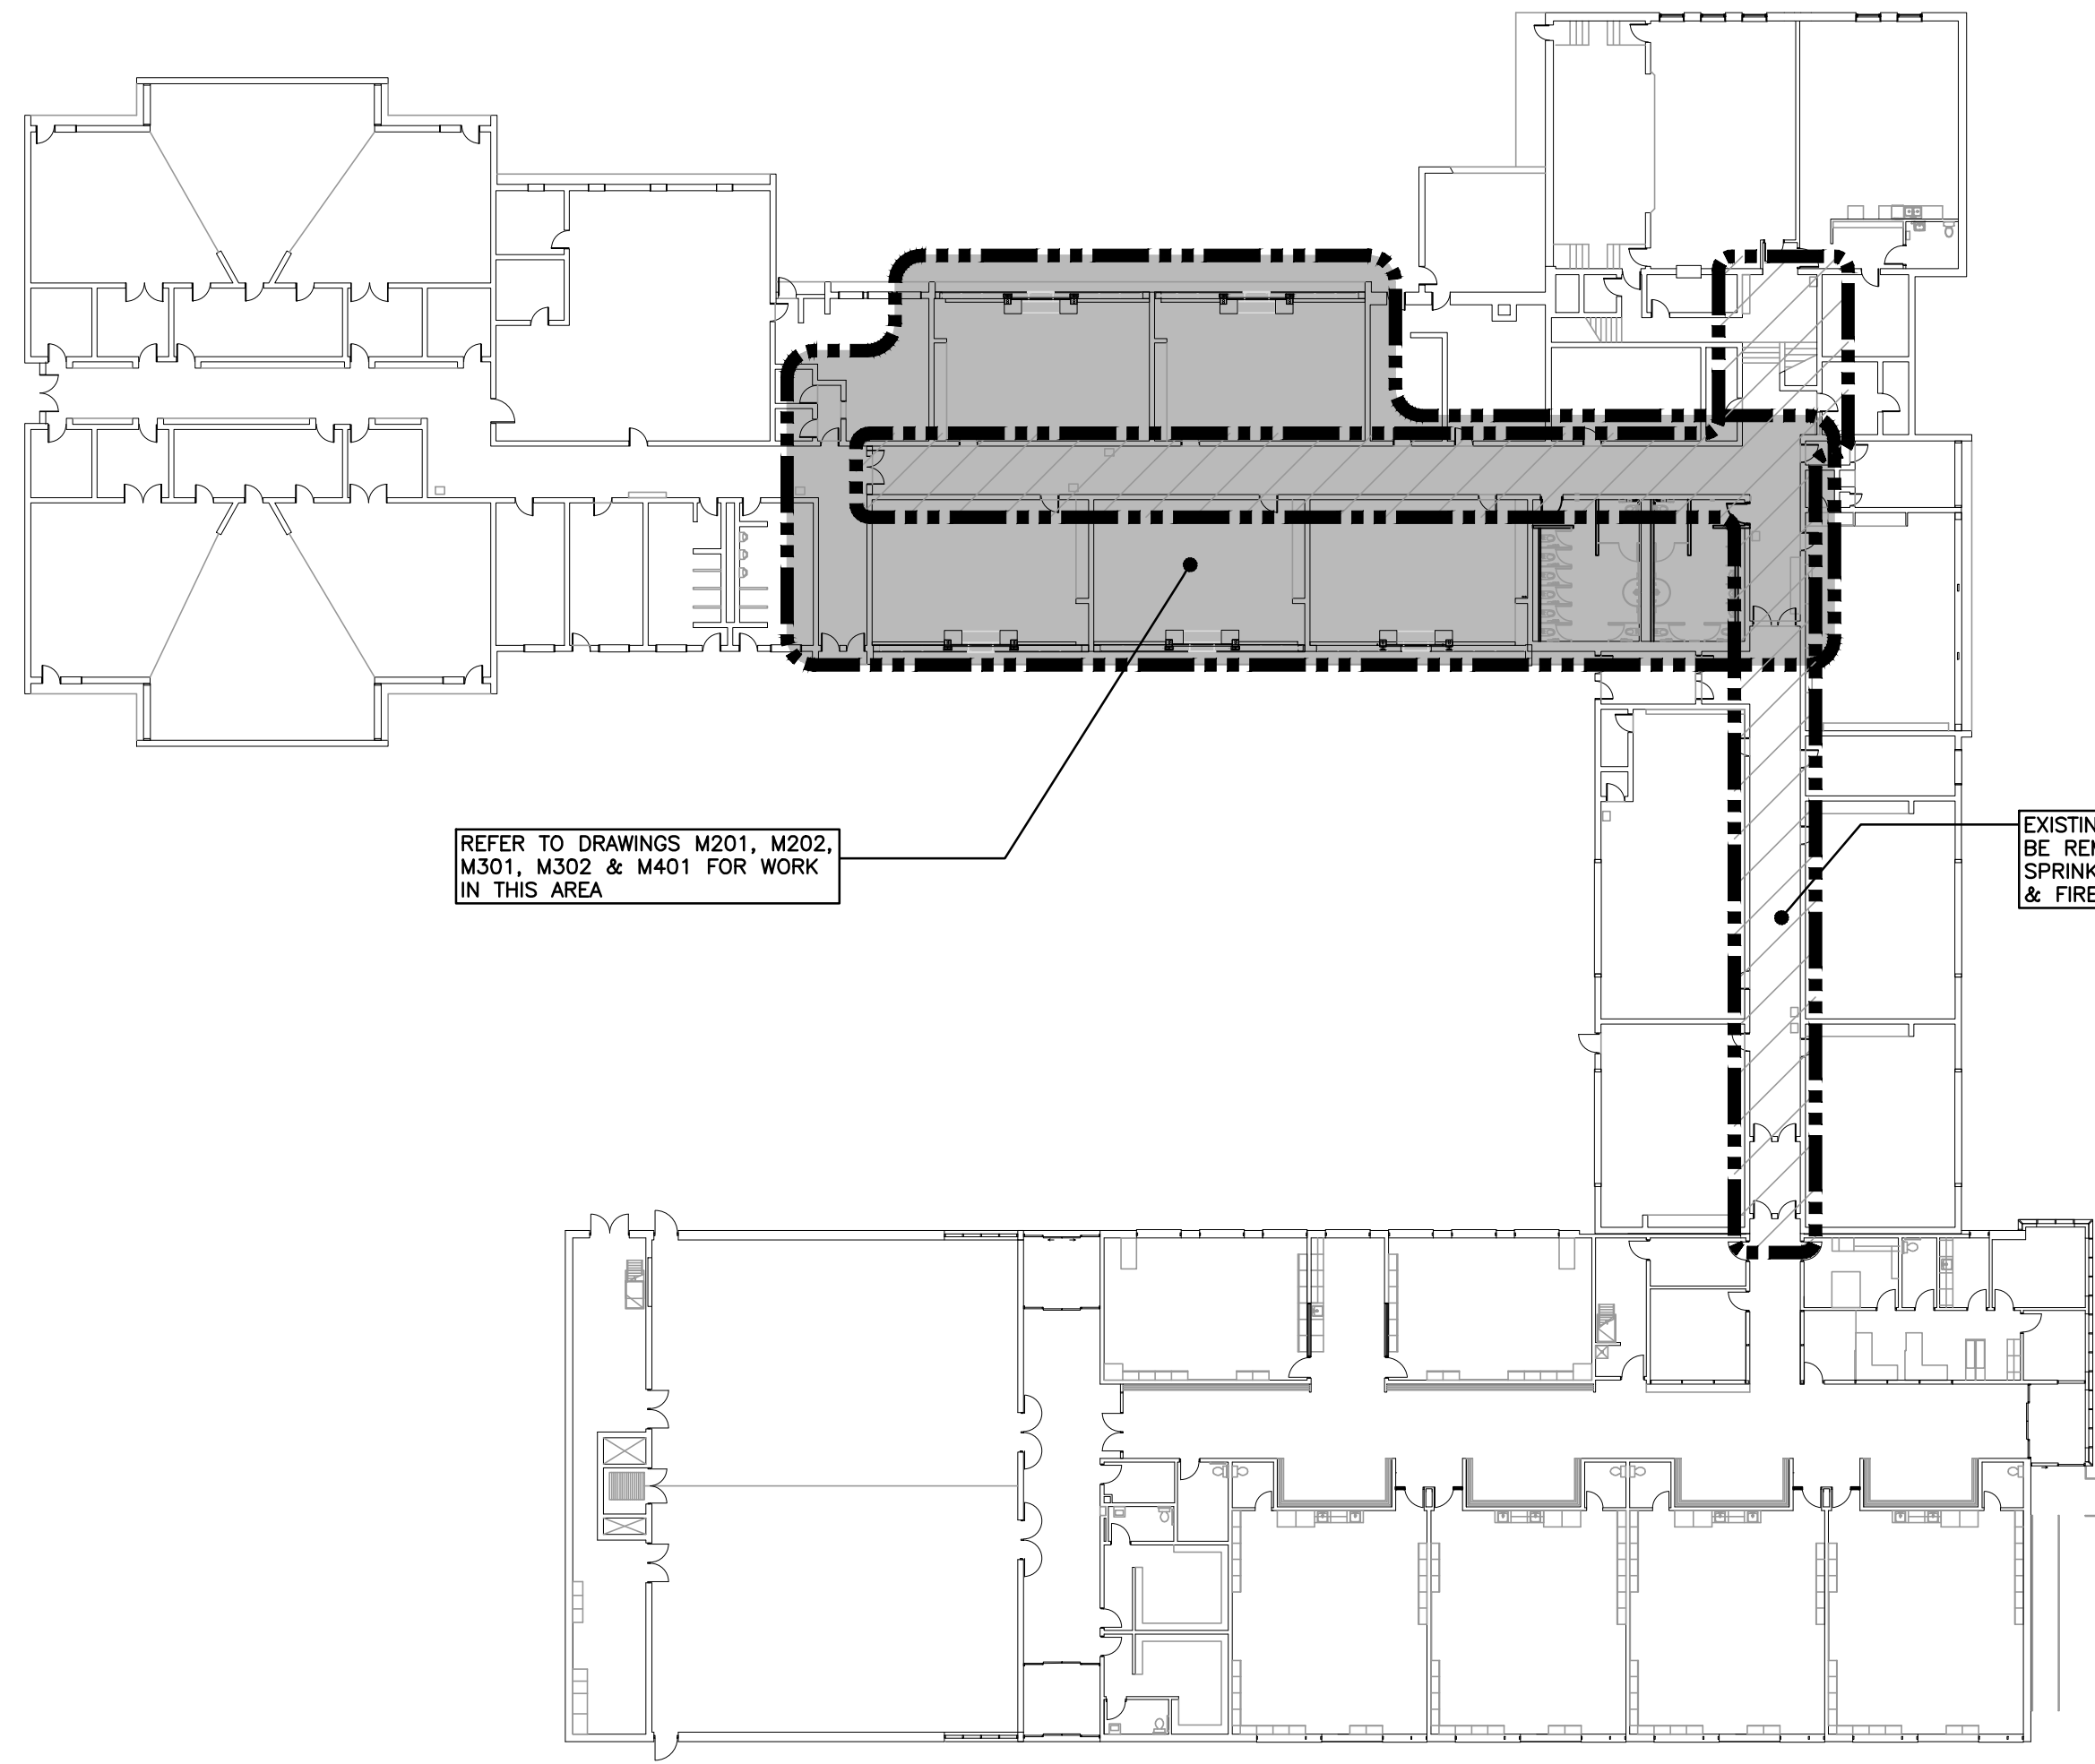 REFER TO DRAWINGS M201, M202,
M301, M302 & M401 FOR WORK
IN THIS AREA
EXISTIN
BE REM
SPRINK
& FIRE